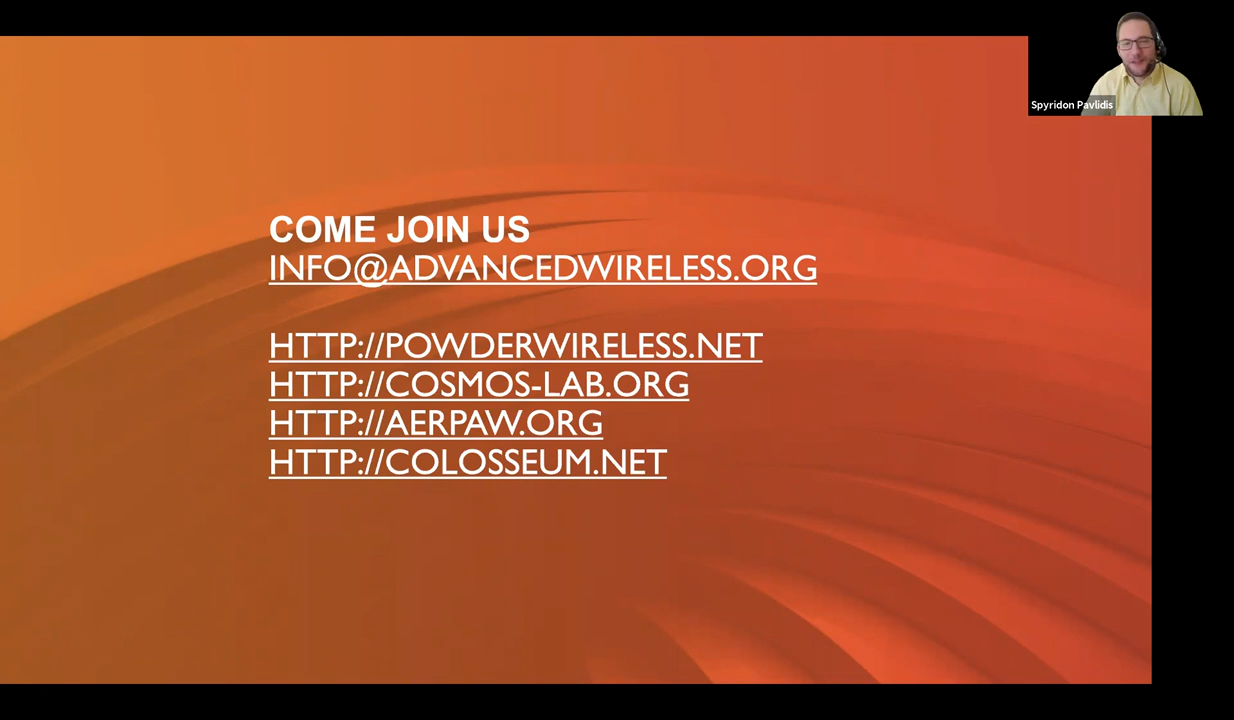 Spyridon Pavlidis
COME JOIN US
INFO@ADVANCEDWIRELESS.ORG
HTTP://POWDERWIRELESS.NET
HTTP://COSMOS-LAB.ORG
HTTP://AERPAW.ORG
HTTP://COLOSSEUM.NET